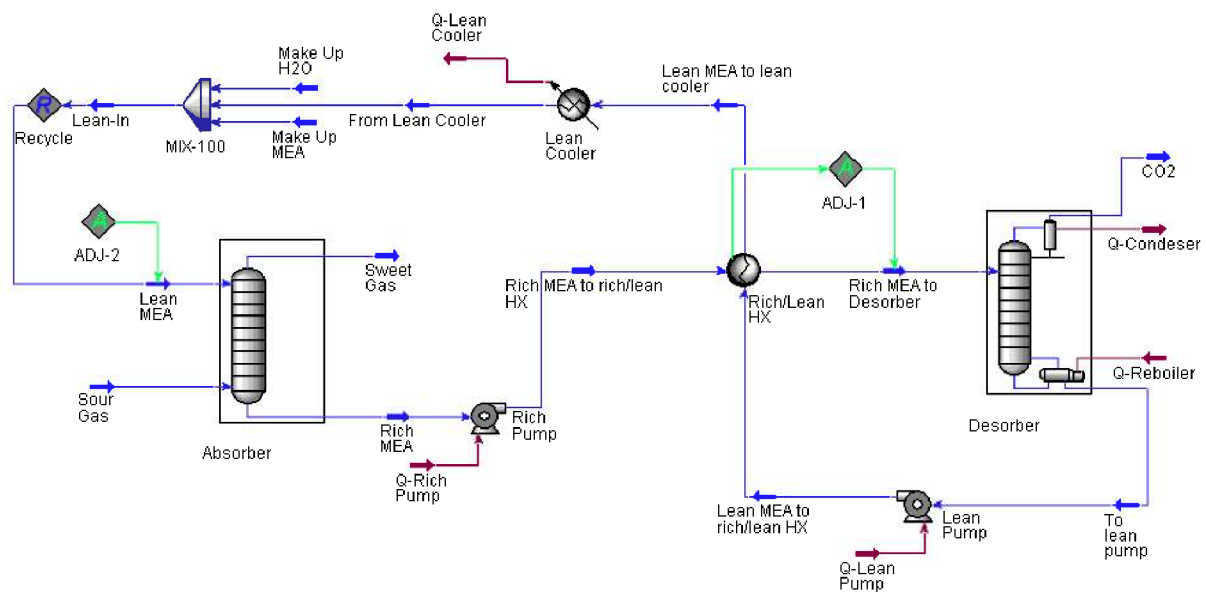 Q-Lean
Cooler
Make Up
H2O
Lean MEA to lean
cooler
R
Lean-In
From Lean Cooler
Lean
Cooler
Recycle
MIX-100
Make Up
MEA
CO2
A
A
ADJ-1
ADJ-2
Q-Condeser
Sweet
Gas
Rich MEA to rich/lean
HX
Rich/Lean
HX
Rich MEA to
Desorber
Lean
MEA
Q-Reboiler
Sour
Gas
Rich
MEA
Rich
Pump
Desorber
Absorber
Q-Rich
Pump
Lean MEA to
rich/lean HX
Lean
Pump
To
lean
pump
Q-Lean
Pump